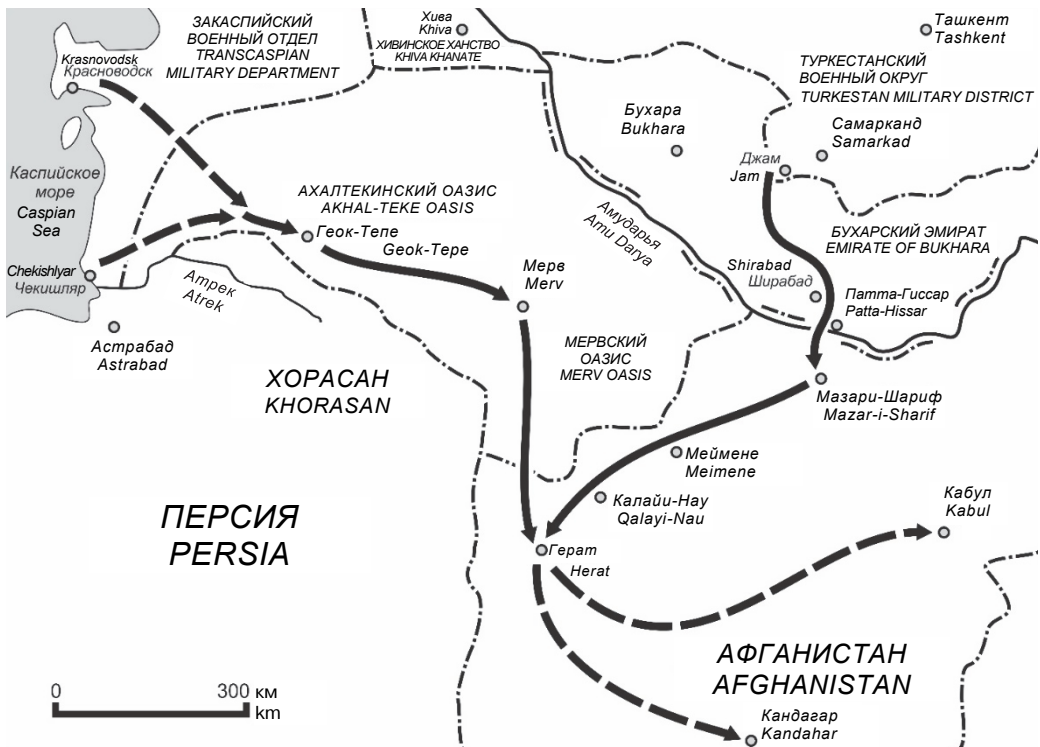 ЗАКАСПИЙСКИЙ
ВОЕННЫЙ ОТДЕЛ
TRANSCASPIAN
MILITARY DEPARTMENT
Хива
Khiva
ХИВИНСКОЕ ХАНСТВО
KHIVA KHANATE
Ташкент
Tashkent
ТУРКЕСТАНСКИЙ
ВОЕННЫЙ ОКРУГ
TURKESTAN MILITARY DISTRICT
Krasnovodsk
Красноводск
Бухара
Bukhara
Самарканд
Samarkad
Джам
Jam
Каспийское
море
Caspian
Sea
АХАЛТЕКИНСКИЙ ОАЗИС
AKHAL-TEKE OASIS
Геок-Тепе
Geok-Tepe
Амударья
Amu Darya
БУХАРСКИЙ ЭМИРАТ
EMIRATE OF BUKHARA
Chekishlyar
Чекишляр
Атрек
Atrek
Мерв
Merv
Shirabad
Ширабад
Патта-Гиссар
Patta-Hissar
Астрабад
Astrabad
МЕРВСКИЙ
ОАЗИС
MERV OASIS
ХОРАСАН
KHORASAN
Мазари-Шариф
Mazar-i-Sharif
Меймене
Meimene
Калайи-Нау
Qalayi-Nau
Кабул
Kabul
ПЕРСИЯ
PERSIA
Герат
Herat
АФГАНИСТАН
AFGHANISTAN
0 300 км
km
Кандагар
Kandahar